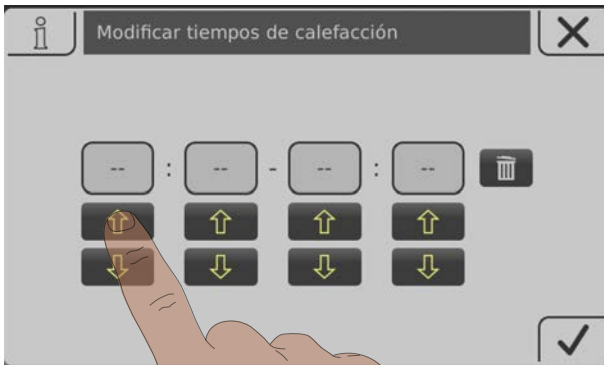 Modificar tiempos de calefacción
-- : -- - -- : --